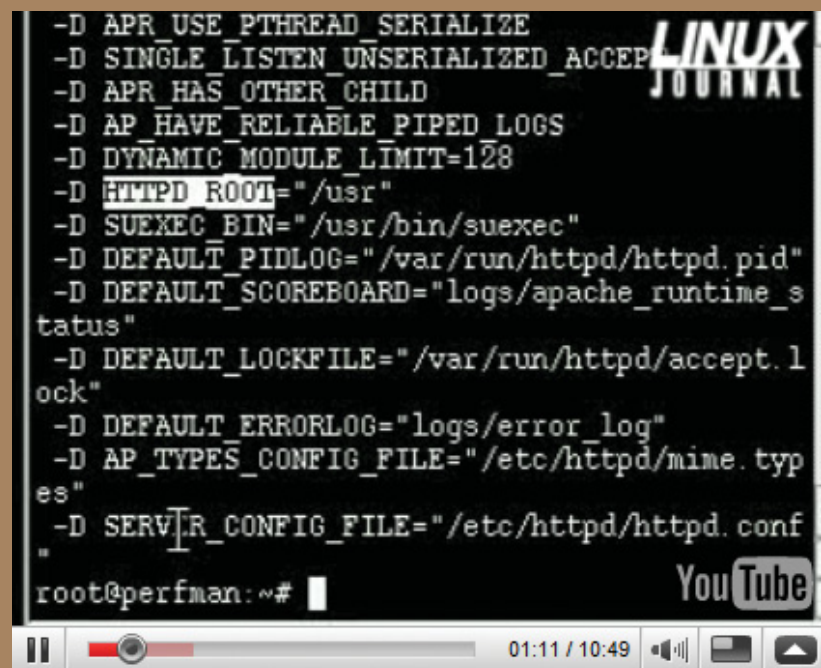 -D APR_USE_PTHREAD_SERIALIZE
-D SINGLE_LISTEN_UNSERIALIZED_ACCEP
LINUX
JOURNAL
-D APR_HAS_OTHER_CHILD
-D AP_HAVE_RELIABLE_PIPED_LOGS
-D DYNAMIC_MODULE_LIMIT=128
-D HTTPD_ROOT="/usr"
-D SUEXEC_BIN="/usr/bin/suexec"
-D DEFAULT_PIDLOG="/var/run/httpd/httpd.pid"
-D DEFAULT_SCOREBOARD="logs/apache_runtime_s
tatus"
-D DEFAULT_LOCKFILE="/var/run/httpd/accept.l
ock"
-D DEFAULT_ERRORLOG="logs/error_log"
-D AP_TYPES_CONFIG_FILE="/etc/httpd/mime.typ
es"
-D SERVER_CONFIG_FILE="/etc/httpd/httpd.conf
"
root@perfman:~#
YouTube
01:11 / 10:49